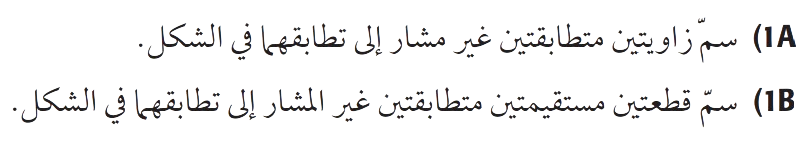 1A) سمّ زاويتين متطابقتين غير مشار إلى تطابقهما في الشكل.
1B) سمّ قطعتين مستقيمتين متطابقتين غير المشار إلى تطابقهما في الشكل.